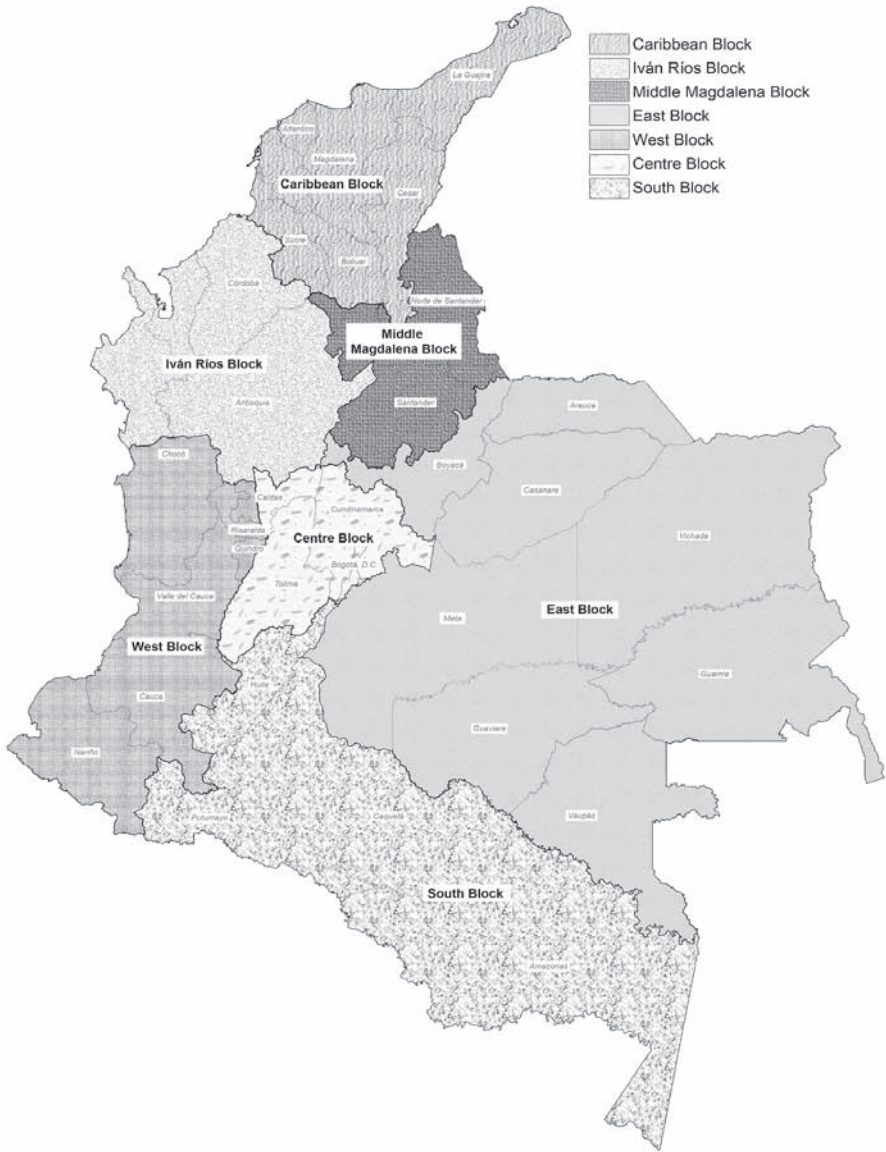 Caribbean Block
Iván Ríos Block
Middle Magdalena Block
East Block
West Block
Centre Block
South Block
La Guajira
Atlántico
Magdalena
Caribbean Block
Cesar
Sucre
Bolívar
Córdoba
Norte de Santander
Middle
Magdalena Block
Iván Ríos Block
Antioquia
Santander
Arauca
Chocó
Boyacá
Casanare
Caldas
Cundinamarca
Risaralda
Centre Block
Vichada
Quindío
Bogotá, D.C.
Tolima
Valle del Cauca
East Block
Meta
West Block
Guainía
Huila
Cauca
Guaviare
Nariño
Putumayo
Caquetá
Vaupés
South Block
Amazonas